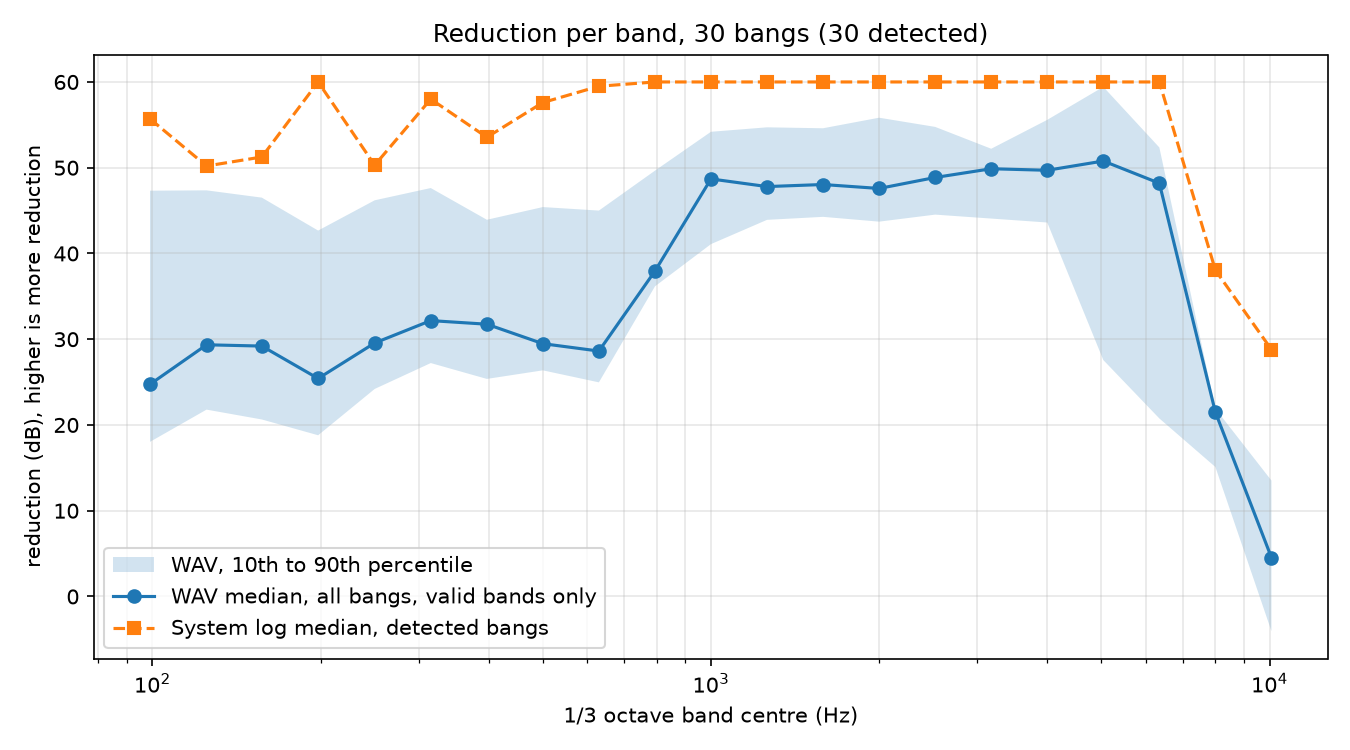 Reduction per band, 30 bangs (30 detected)
reduction (dB), higher is more reduction
60
50
40
30
20
10
0
WAV, 10th to 90th percentile
WAV median, all bangs, valid bands only
System log median, detected bangs
10² 10³ 10⁴
1/3 octave band centre (Hz)